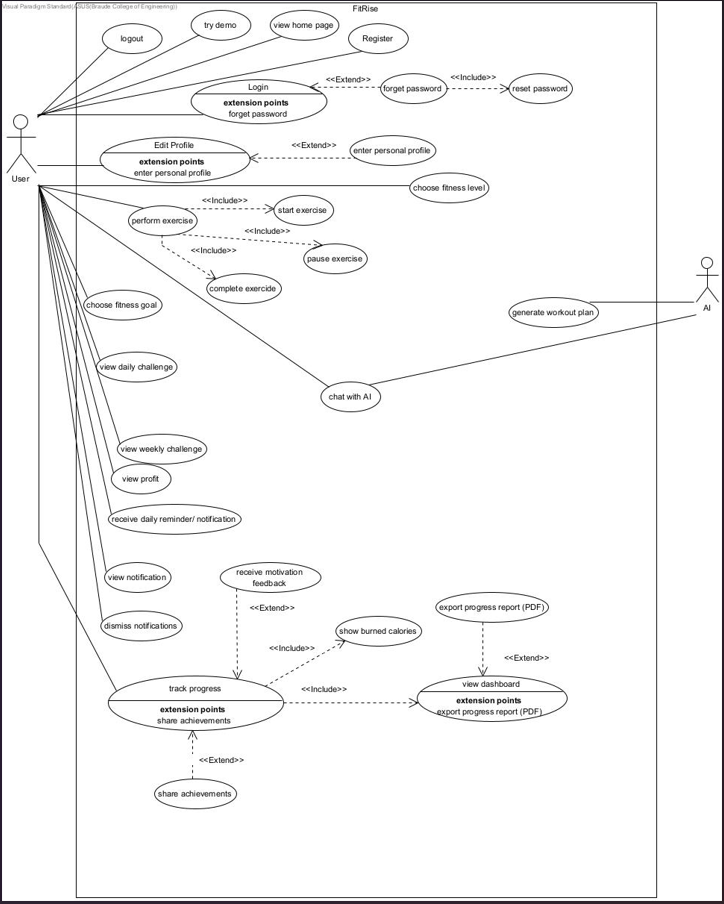 Visual Paradigm Standard(ASUS(Braude College of Engineering))
FitRise
logout
try demo
view home page
Register
Login
extension points
forget password
<<Extend>>
forget password
<<Include>>
reset password
User
Edit Profile
extension points
enter personal profile
<<Extend>>
enter personal profile
choose fitness level
perform exercise
<<Include>>
start exercise
<<Include>>
pause exercise
<<Include>>
complete exercide
choose fitness goal
generate workout plan
AI
view daily challenge
chat with AI
view weekly challenge
view profit
receive daily reminder/ notification
view notification
dismiss notifications
receive motivation
feedback
<<Extend>>
show burned calories
<<Include>>
export progress report (PDF)
<<Extend>>
track progress
extension points
share achievements
<<Include>>
view dashboard
extension points
export progress report (PDF)
<<Extend>>
share achievements